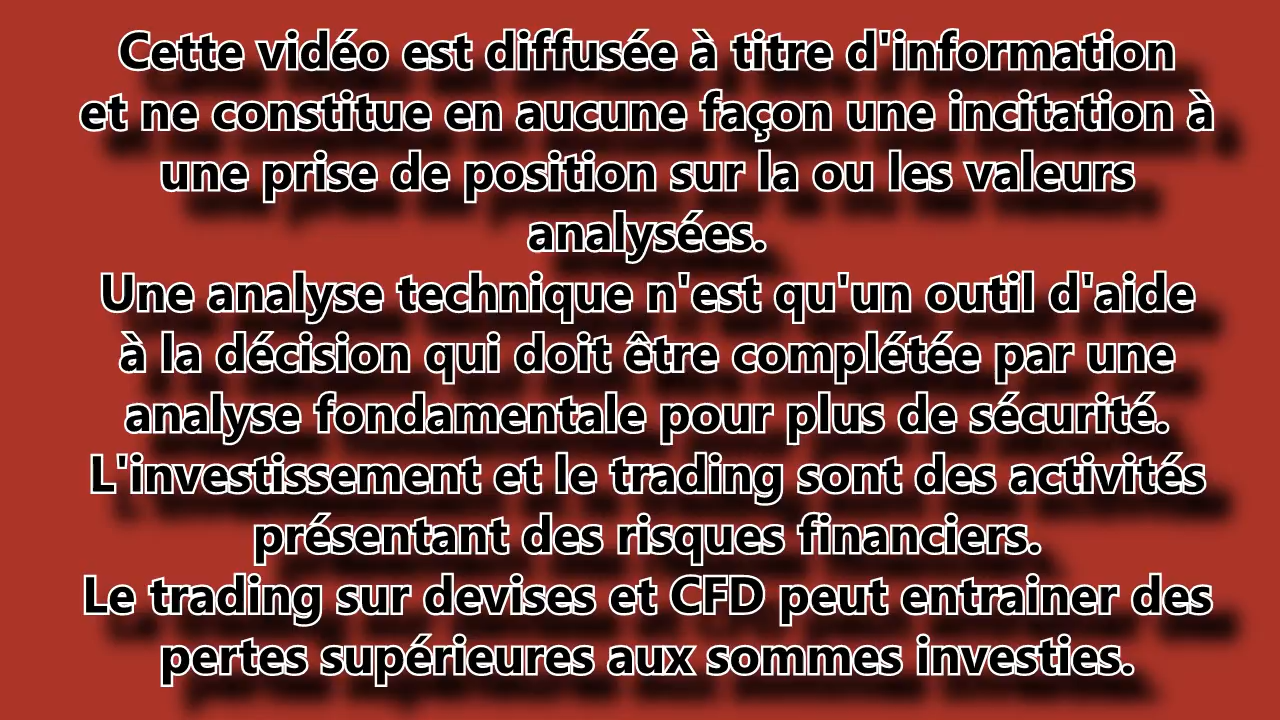 Cette vidéo est diffusée à titre d'information
et ne constitue en aucune façon une incitation à
une prise de position sur la ou les valeurs
analysées.
Une analyse technique n'est qu'un outil d'aide
à la décision qui doit être complétée par une
analyse fondamentale pour plus de sécurité.
L'investissement et le trading sont des activités
présentant des risques financiers.
Le trading sur devises et CFD peut entrainer des
pertes supérieures aux sommes investies.